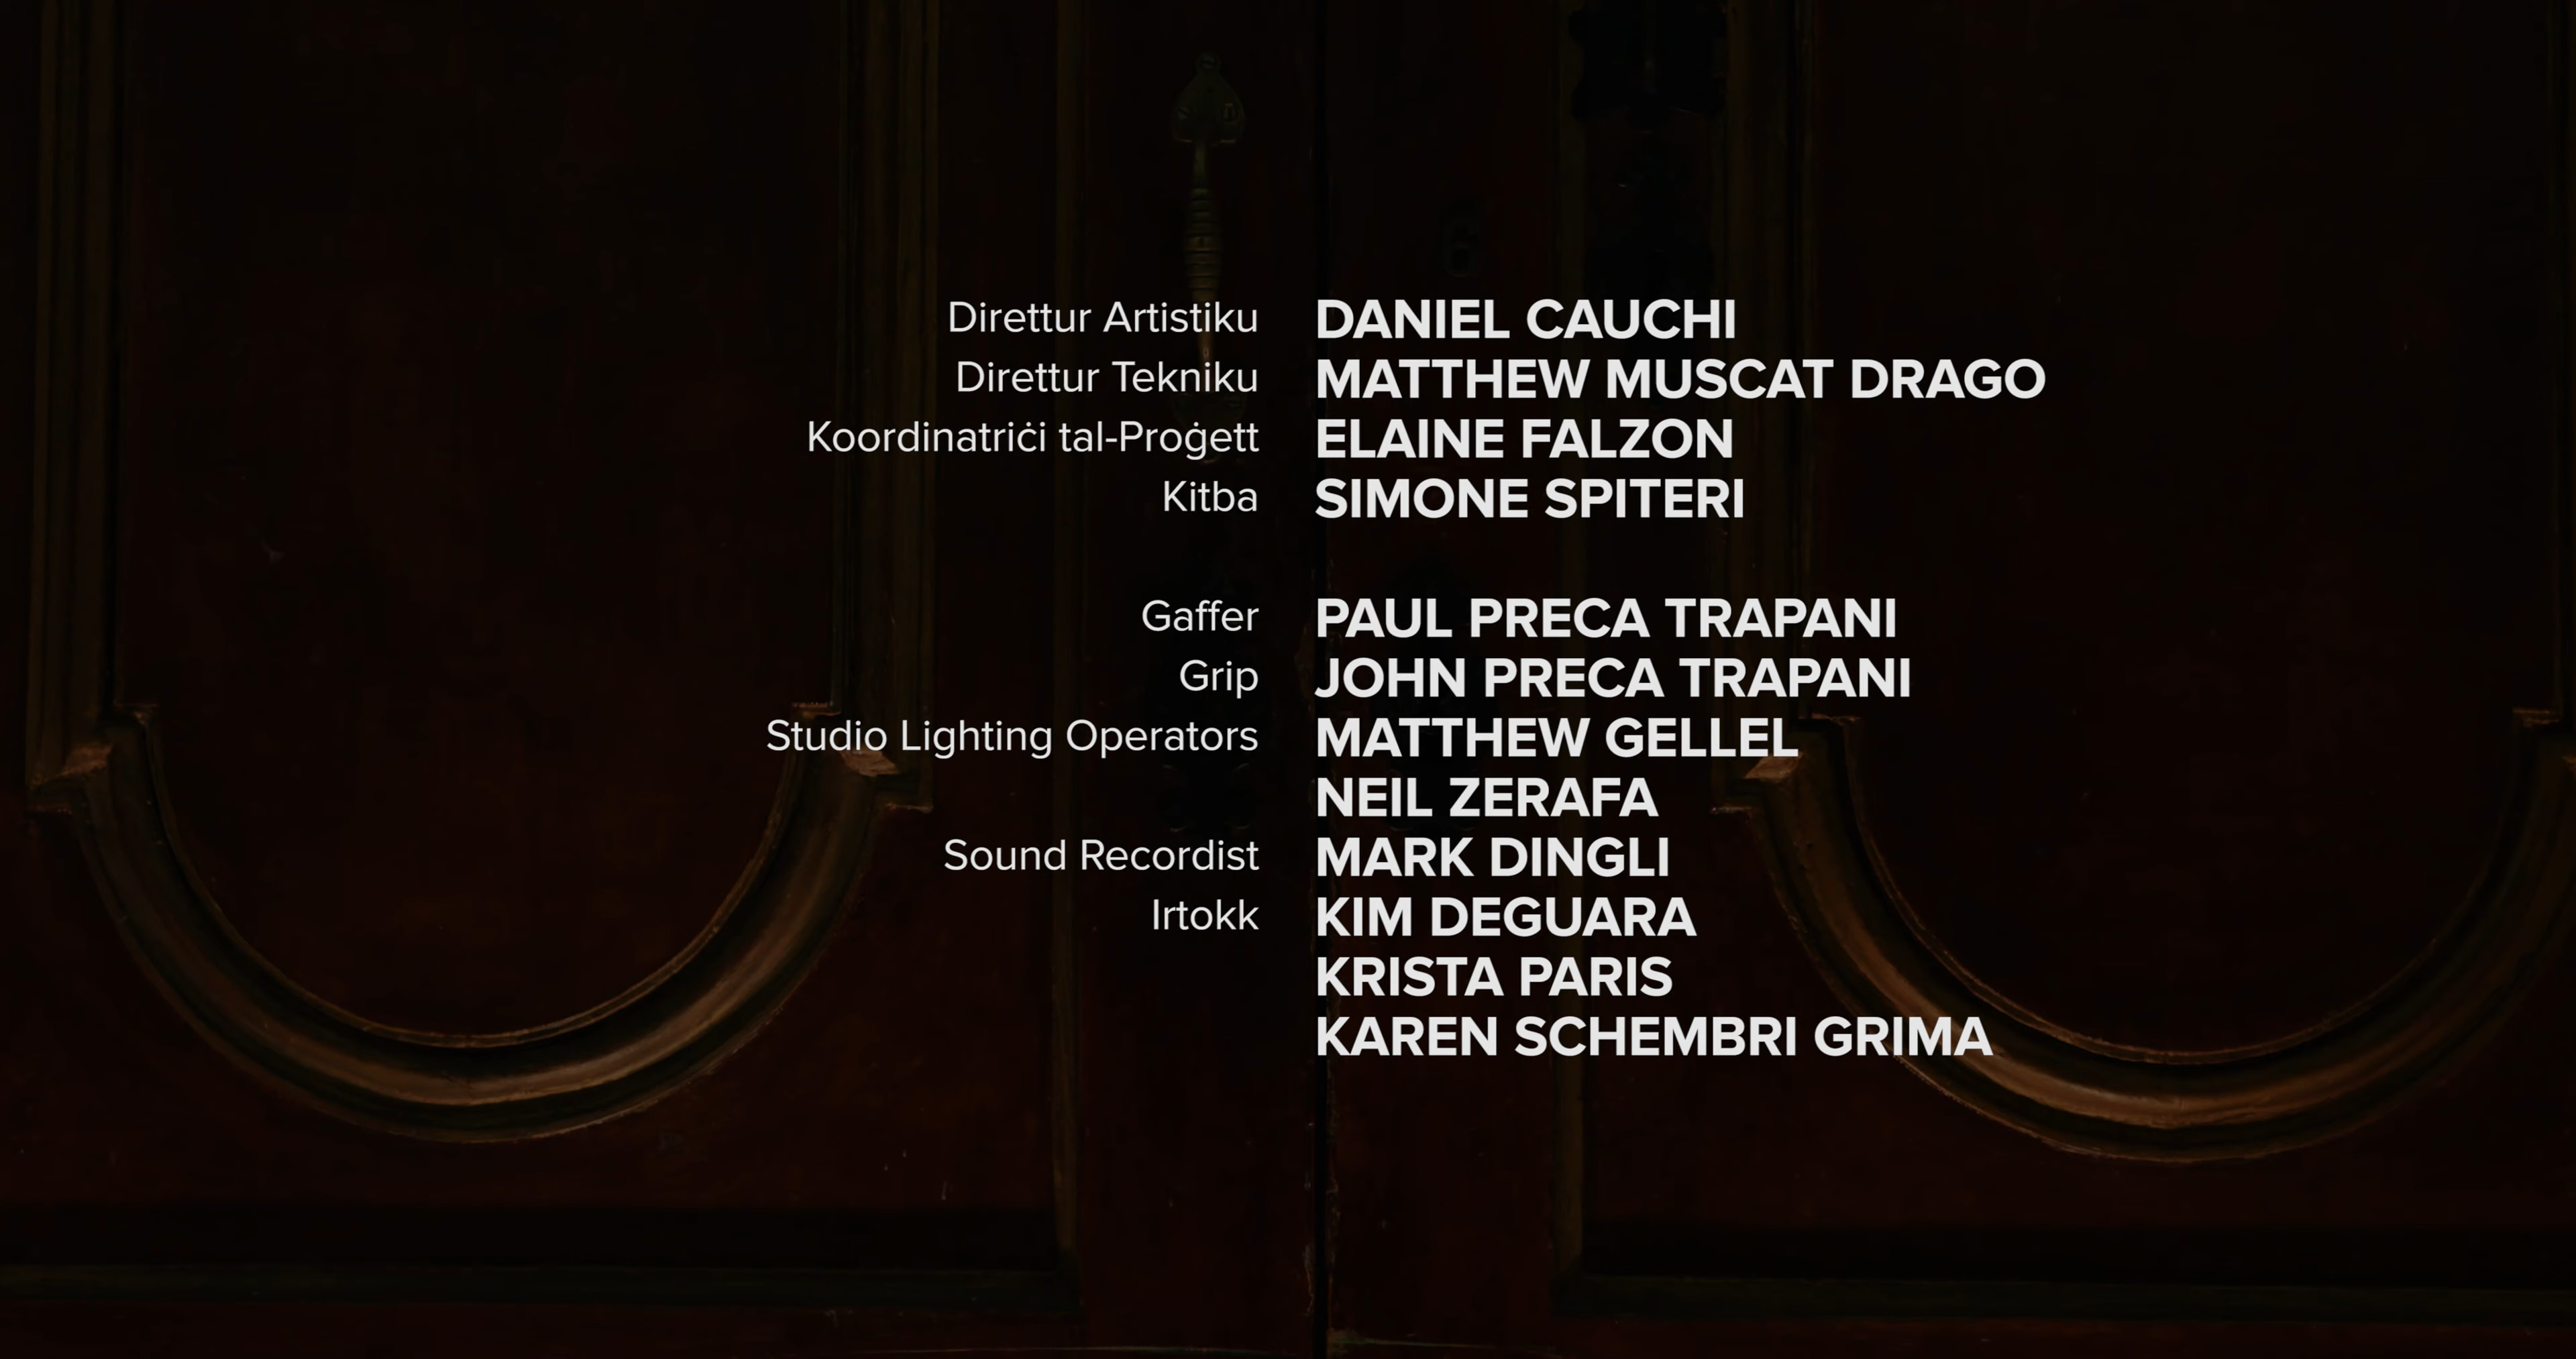 Direttur Artistiku DANIEL CAUCHI
Direttur Tekniku MATTHEW MUSCAT DRAGO
Koordinatriċi tal-Proġett ELAINE FALZON
Kitba SIMONE SPITERI
Gaffer PAUL PRECA TRAPANI
Grip JOHN PRECA TRAPANI
Studio Lighting Operators MATTHEW GELLEL
NEIL ZERAFA
Sound Recordist MARK DINGLI
Irtokk KIM DEGUARA
KRISTA PARIS
KAREN SCHEMBRI GRIMA